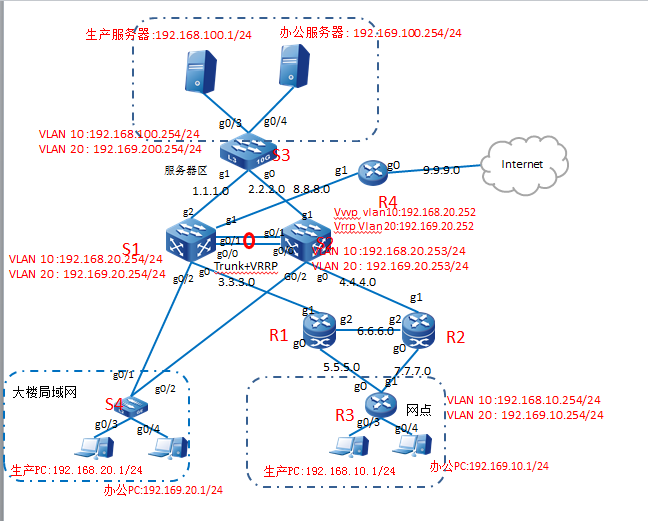 生产服务器:192.168.100.1/24
办公服务器: 192.169.100.254/24
g0/3
g0/4
VLAN 10:192.168.100.254/24
VLAN 20: 192.169.200.254/24
L3 10G
S3
服务器区
g1
g0
1.1.1.0
2.2.2.0
8.8.8.0
g1
g0
9.9.9.0
Internet
R4
Vvvp vlan10:192.168.20.252
Vrrp Vlan 20:192.169.20.252
g2
g1
g1
S1
g0/1
0
g0/1
g0/0
VLAN 10:192.168.20.254/24
VLAN 20: 192.169.20.254/24
VLAN 10:192.168.20.253/24
VLAN 20: 192.169.20.253/24
g0/2
g0
Trunk+VRRP
G0/2
g0
3.3.3.0
4.4.4.0
g1
g1
R1
g2
6.6.6.0
g2
R2
g0
g0
5.5.5.0
7.7.7.0
大楼局域网
g0/1
g0/2
S4
g0/3
g0/4
生产PC:192.168.20.1/24
办公PC:192.169.20.1/24
g0
g1
R3
网点
g0/3
g0/4
VLAN 10:192.168.10.254/24
VLAN 20: 192.169.10.254/24
生产PC:192.168.10.1/24
办公PC:192.169.10.1/24